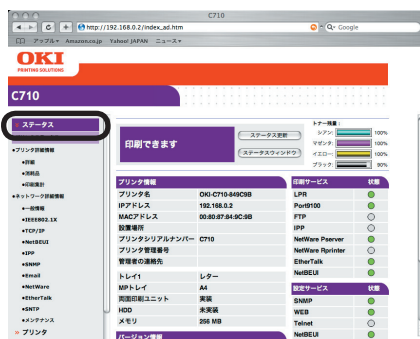 C710
http://192.168.0.2/index_ad.htm
Q- Google
アップル▼ Amazon.co.jp Yahoo! JAPAN ニュース▼
OKI
PRINTING SOLUTIONS
C710
ステータス
●プリンタ詳細情報
●詳細
●消耗品
●印刷集計
●ネットワーク詳細情報
●一般情報
●IEEE802.1X
●TCP/IP
●NetBEUI
●IPP
●SNMP
●Email
●NetWare
●EtherTalk
●SNTP
●メンテナンス
» プリンタ
印刷できます
ステータス更新
ステータスウィンドウ
トナー残量:
シアン: 100%
マゼンタ: 100%
イエロー: 100%
ブラック: 90%
プリンタ情報
プリンタ名 OKI-C710-849C9B
IPアドレス 192.168.0.2
MACアドレス 00:80:87:84:9C:9B
設置場所
プリンタシリアルナンバー C710
プリンタ管理番号
管理者の連絡先
トレイ1 レター
MPトレイ A4
両面印刷ユニット 実装
HDD 未実装
メモリ 256 MB
バージョン情報
印刷サービス 状態
LPR
Port9100
FTP
IPP
NetWare Pserver
NetWare Rprinter
EtherTalk
NetBEUI
設定サービス 状態
SNMP
WEB
Telnet
NetBEUI